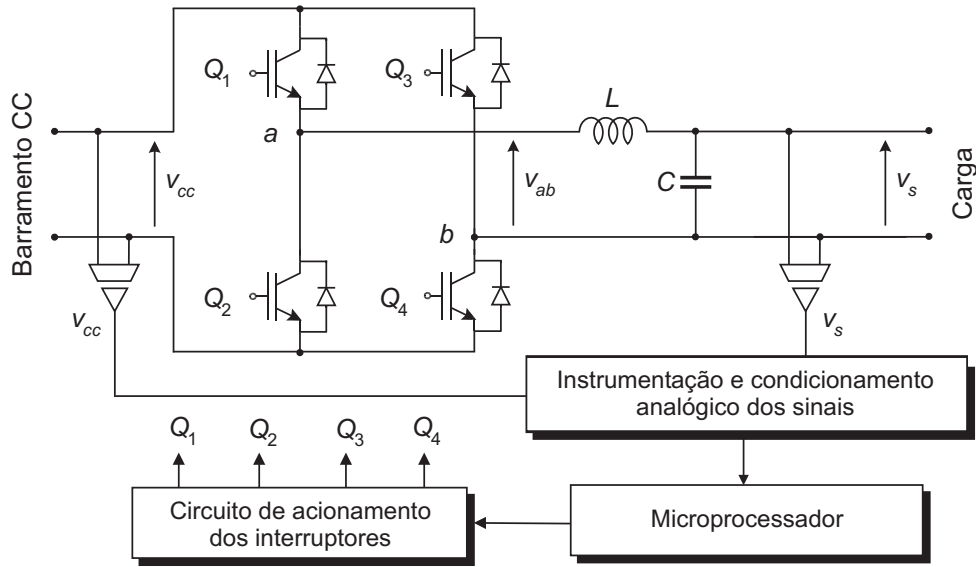 Q1
Q3
L
a
Barramento CC
vcc
vab
C
vs
Carga
b
Q2
Q4
vcc
vs
Instrumentação e condicionamento
analógico dos sinais
Q1
Q2
Q3
Q4
Circuito de acionamento
dos interruptores
Microprocessador